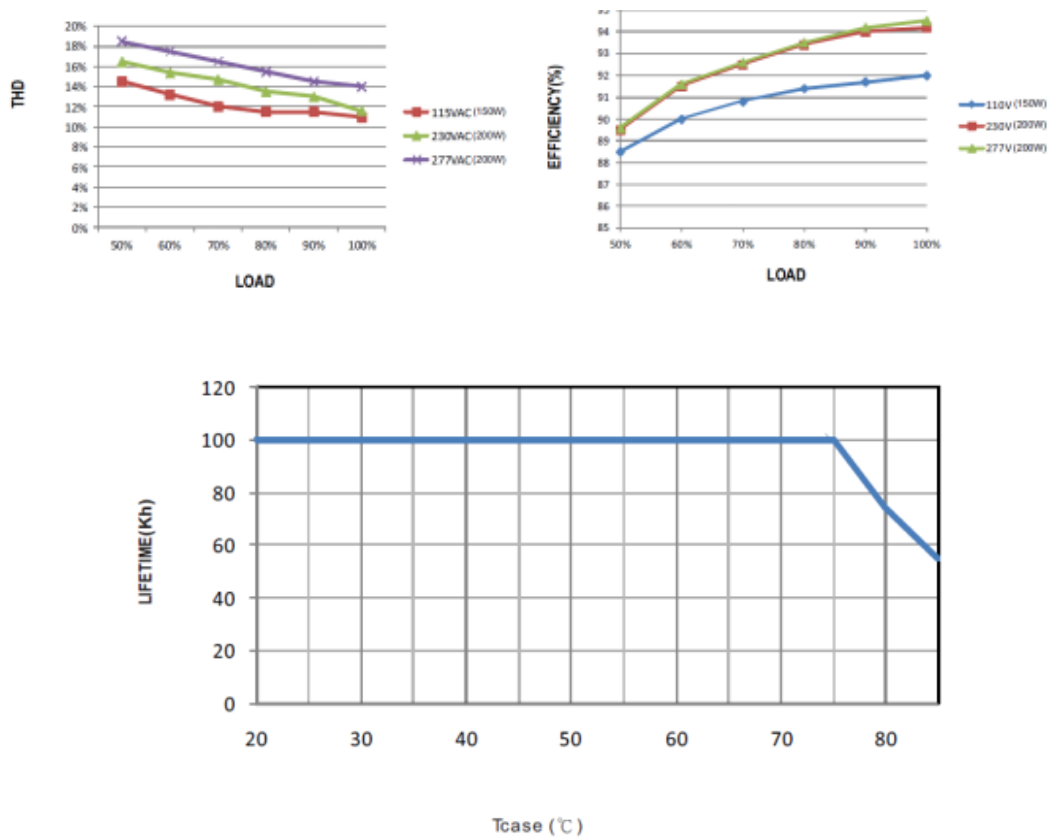 THD
20%
18%
16%
14%
12%
10%
8%
6%
4%
2%
0%
50% 60% 70% 80% 90% 100%
LOAD
115VAC(150W)
230VAC(200W)
277VAC(200W)
EFFICIENCY(%)
95
94
93
92
91
90
89
88
87
86
85
50% 60% 70% 80% 90% 100%
LOAD
110V(150W)
230V(200W)
277V(200W)
LIFETIME(Kh)
120
100
80
60
40
20
0
20 30 40 50 60 70 80
Tcase (℃)